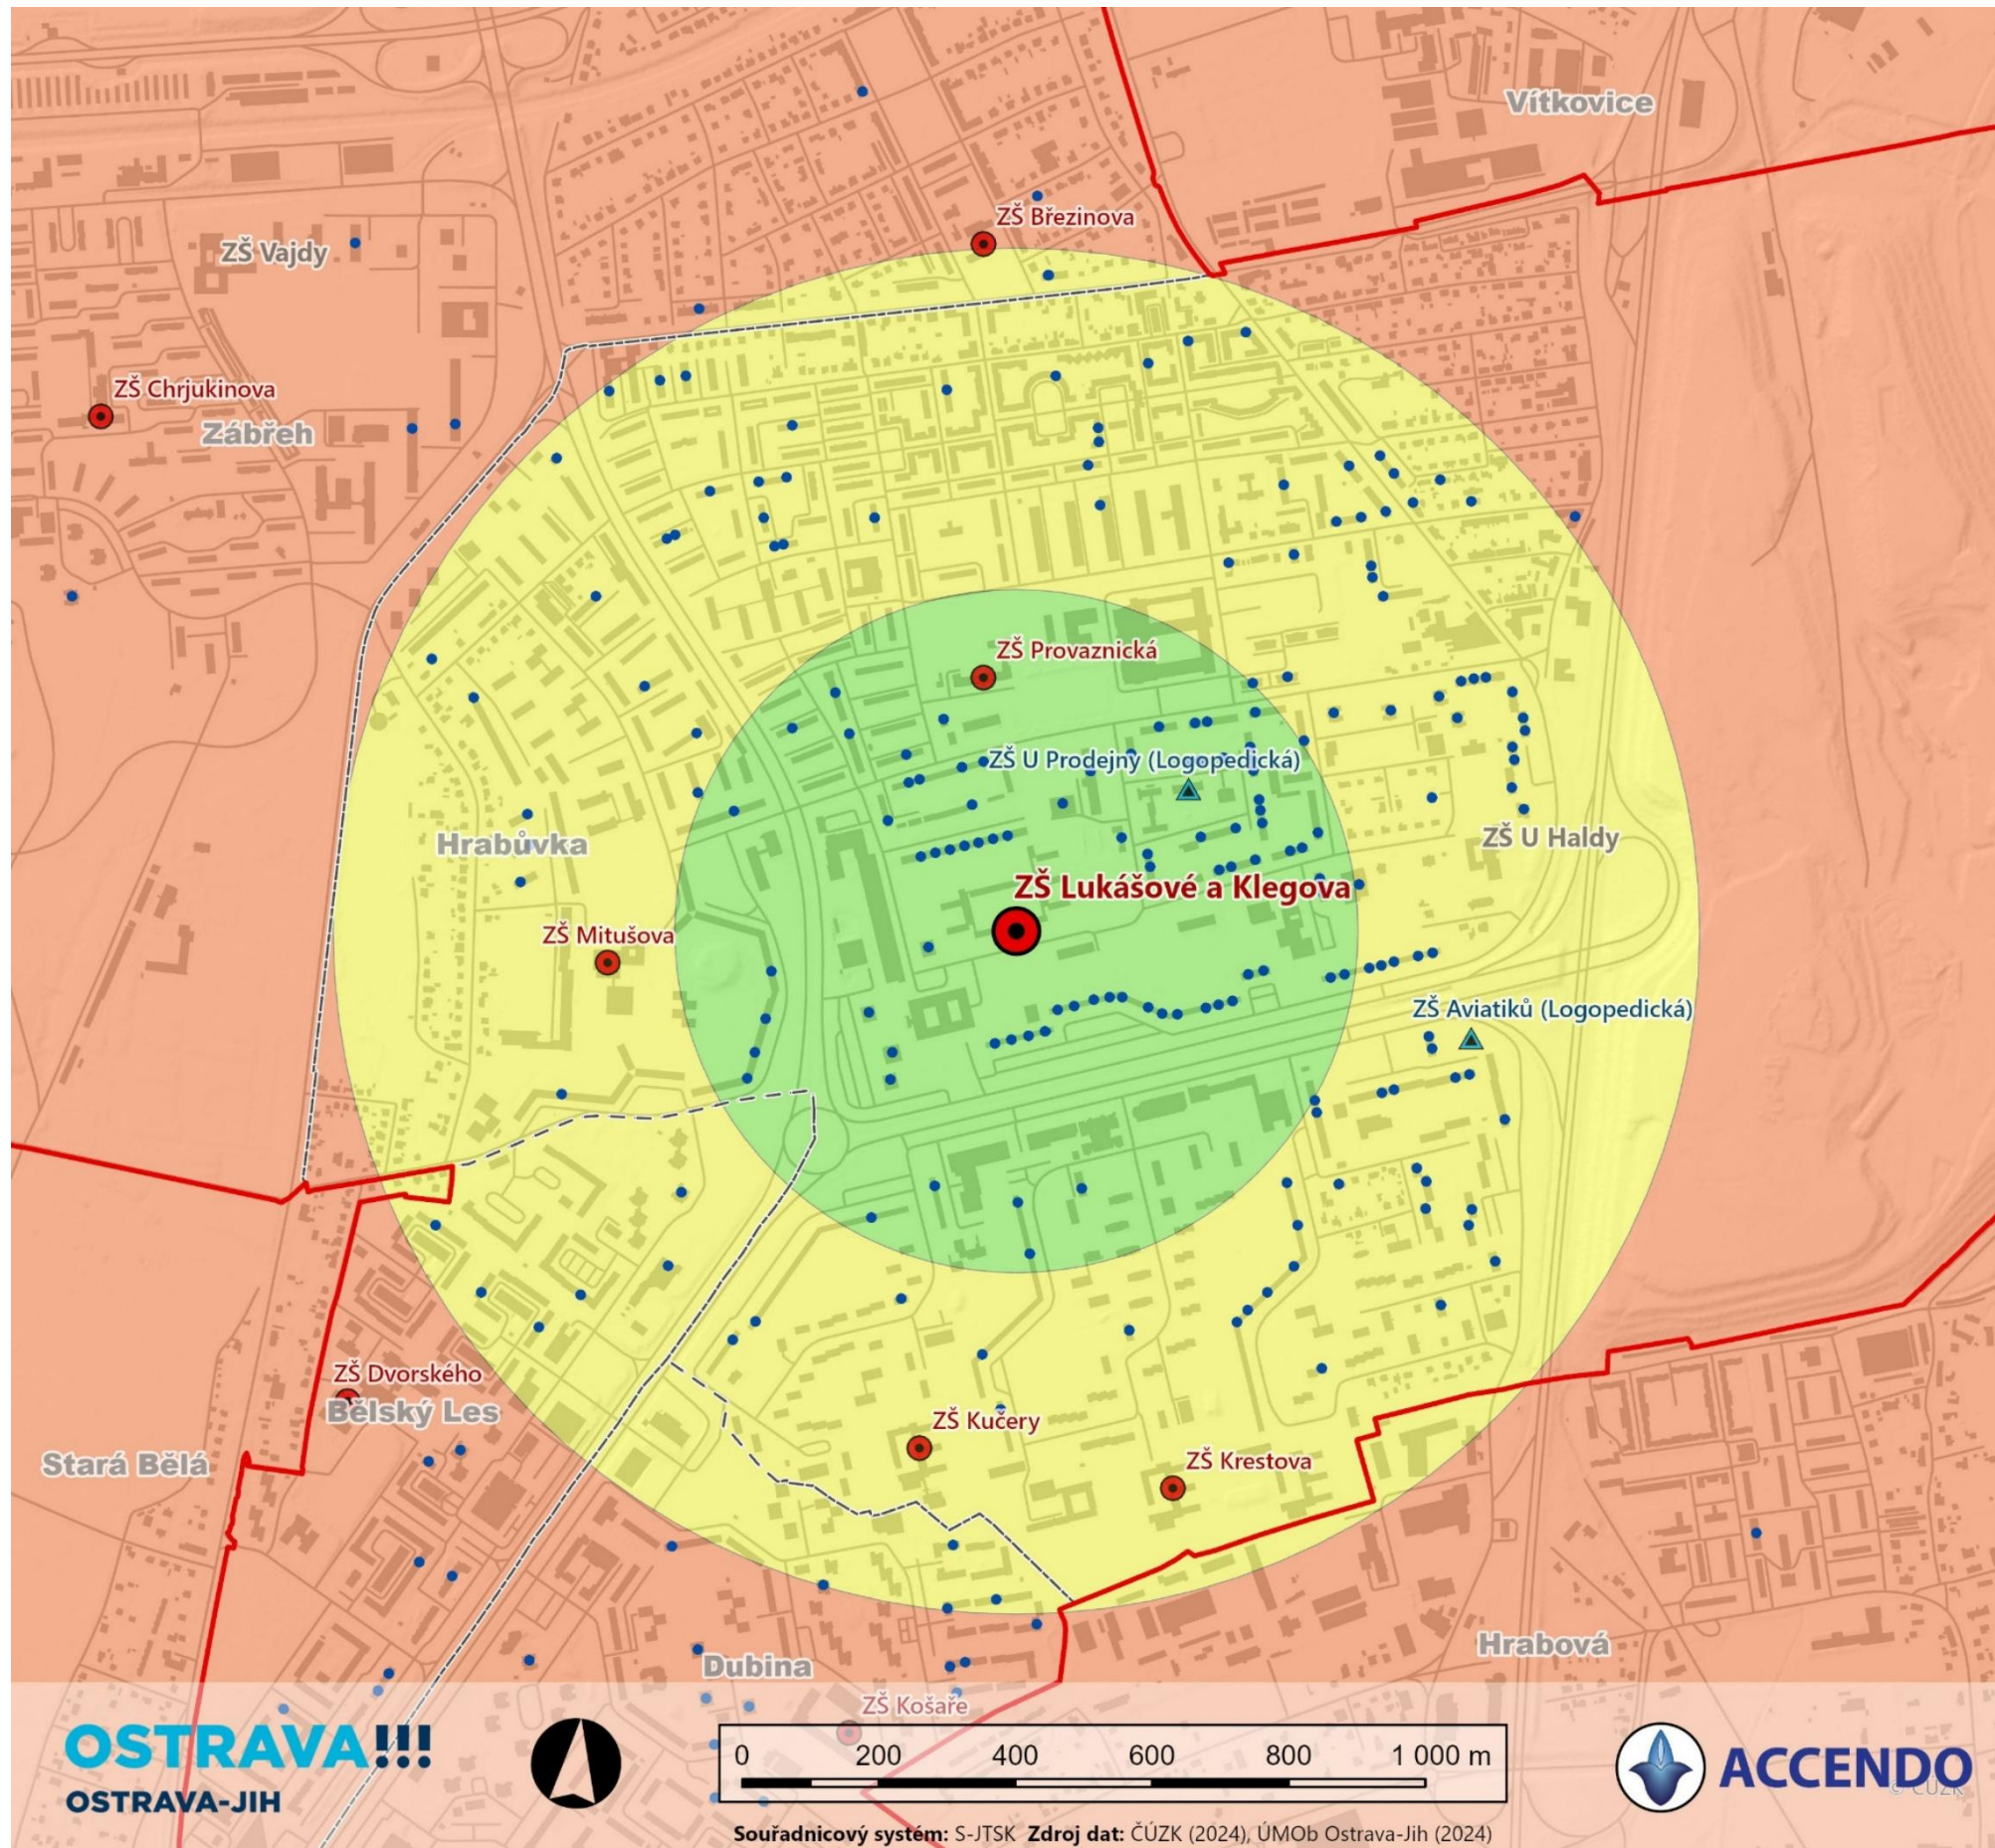 Vítkovice
ZŠ Březinova
ZŠ Vajdy
ZŠ Chrjukinova
Zábřeh
ZŠ Provaznická
ZŠ U Prodejny (Logopedická)
ZŠ U Haldy
Hrabůvka
ZŠ Lukášové a Klegova
ZŠ Mitušova
ZŠ Aviatiků (Logopedická)
ZŠ Dvorského
Bělský Les
ZŠ Kučery
Stará Bělá
ZŠ Krestova
Hrabová
Dubina
ZŠ Košaře
OSTRAVA!!!
OSTRAVA-JIH
0 200 400 600 800 1 000 m
ACCENDO
© ČÚZK
Souřadnicový systém: S-JTSK Zdroj dat: ČÚZK (2024), ÚMOb Ostrava-Jih (2024)